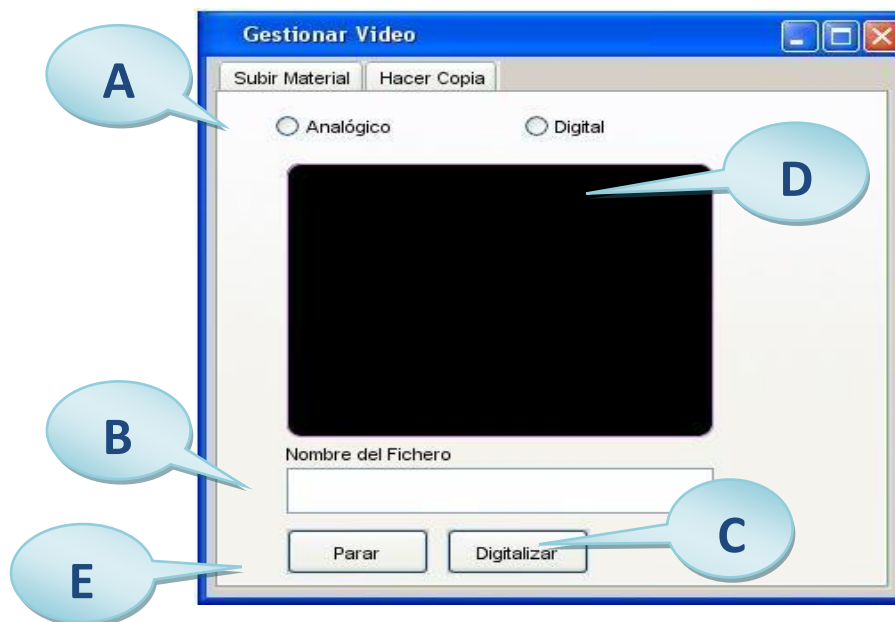 Gestionar Video
A
Subir Material Hacer Copia
Analógico Digital
D
B
Nombre del Fichero
Parar Digitalizar
C
E